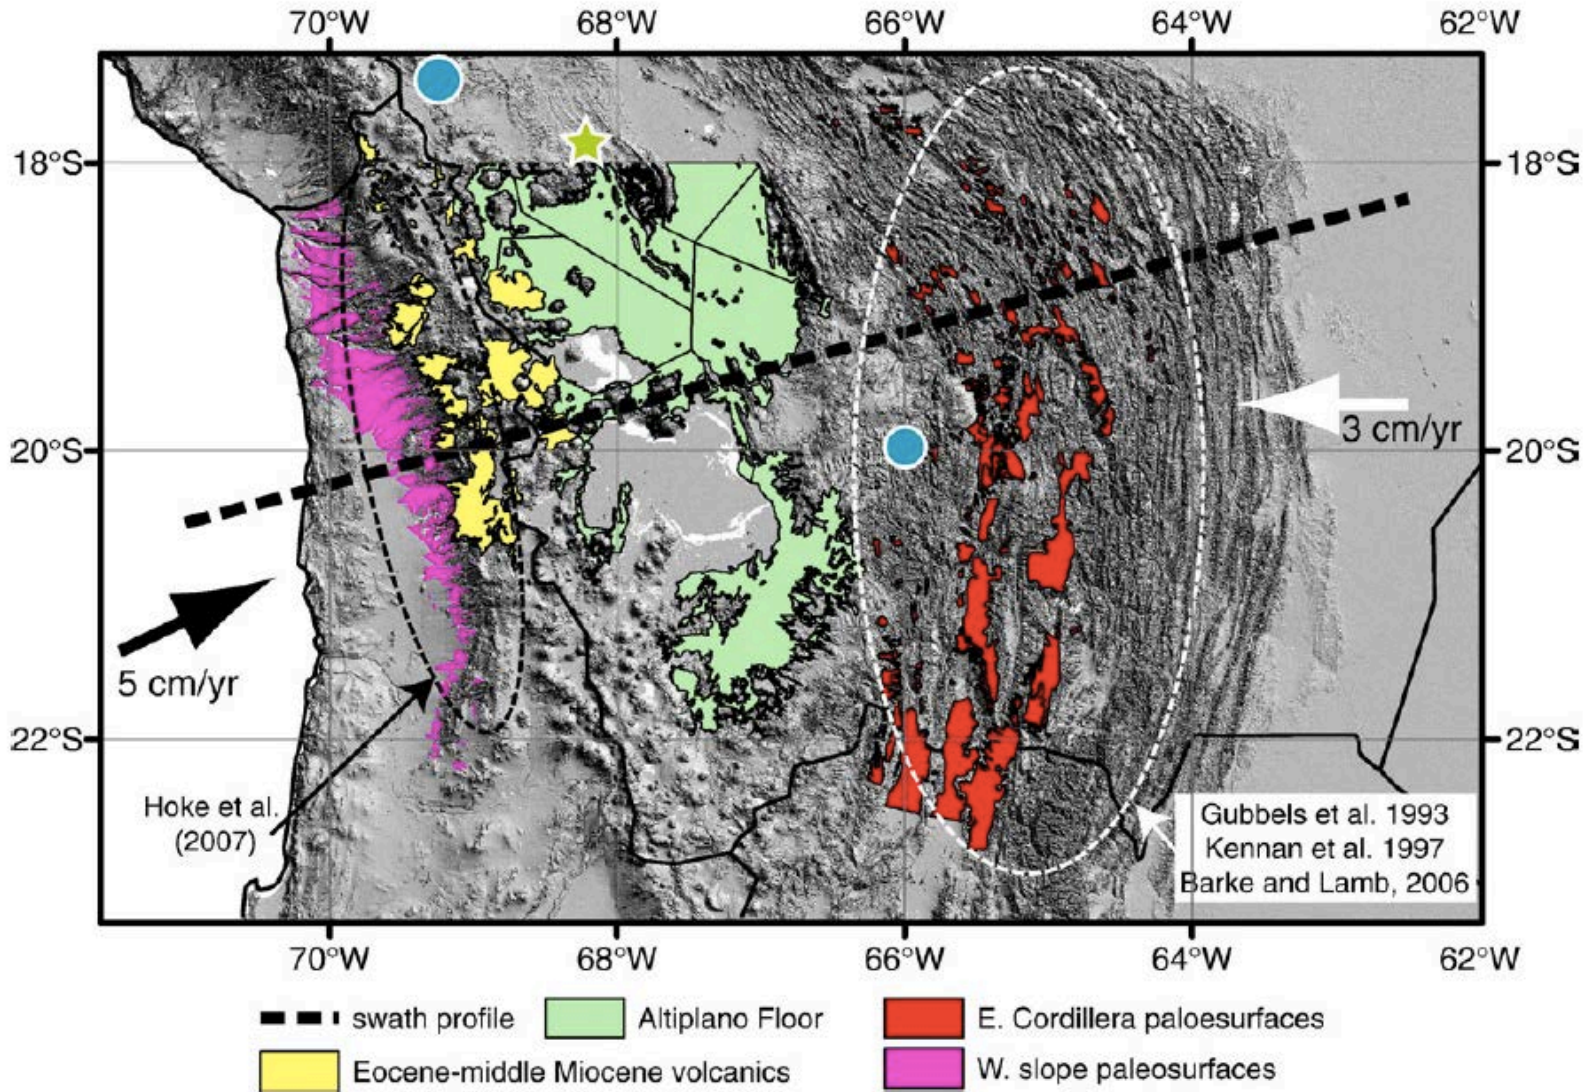 70°W 68°W 66°W 64°W 62°W
18°S 18°S
3 cm/yr
20°S 20°S
5 cm/yr
22°S 22°S
Hoke et al.
(2007)
Gubbels et al. 1993
Kennan et al. 1997
Barke and Lamb, 2006
70°W 68°W 66°W 64°W 62°W
swath profile Altiplano Floor E. Cordillera paloesurfaces
Eocene-middle Miocene volcanics W. slope paleosurfaces